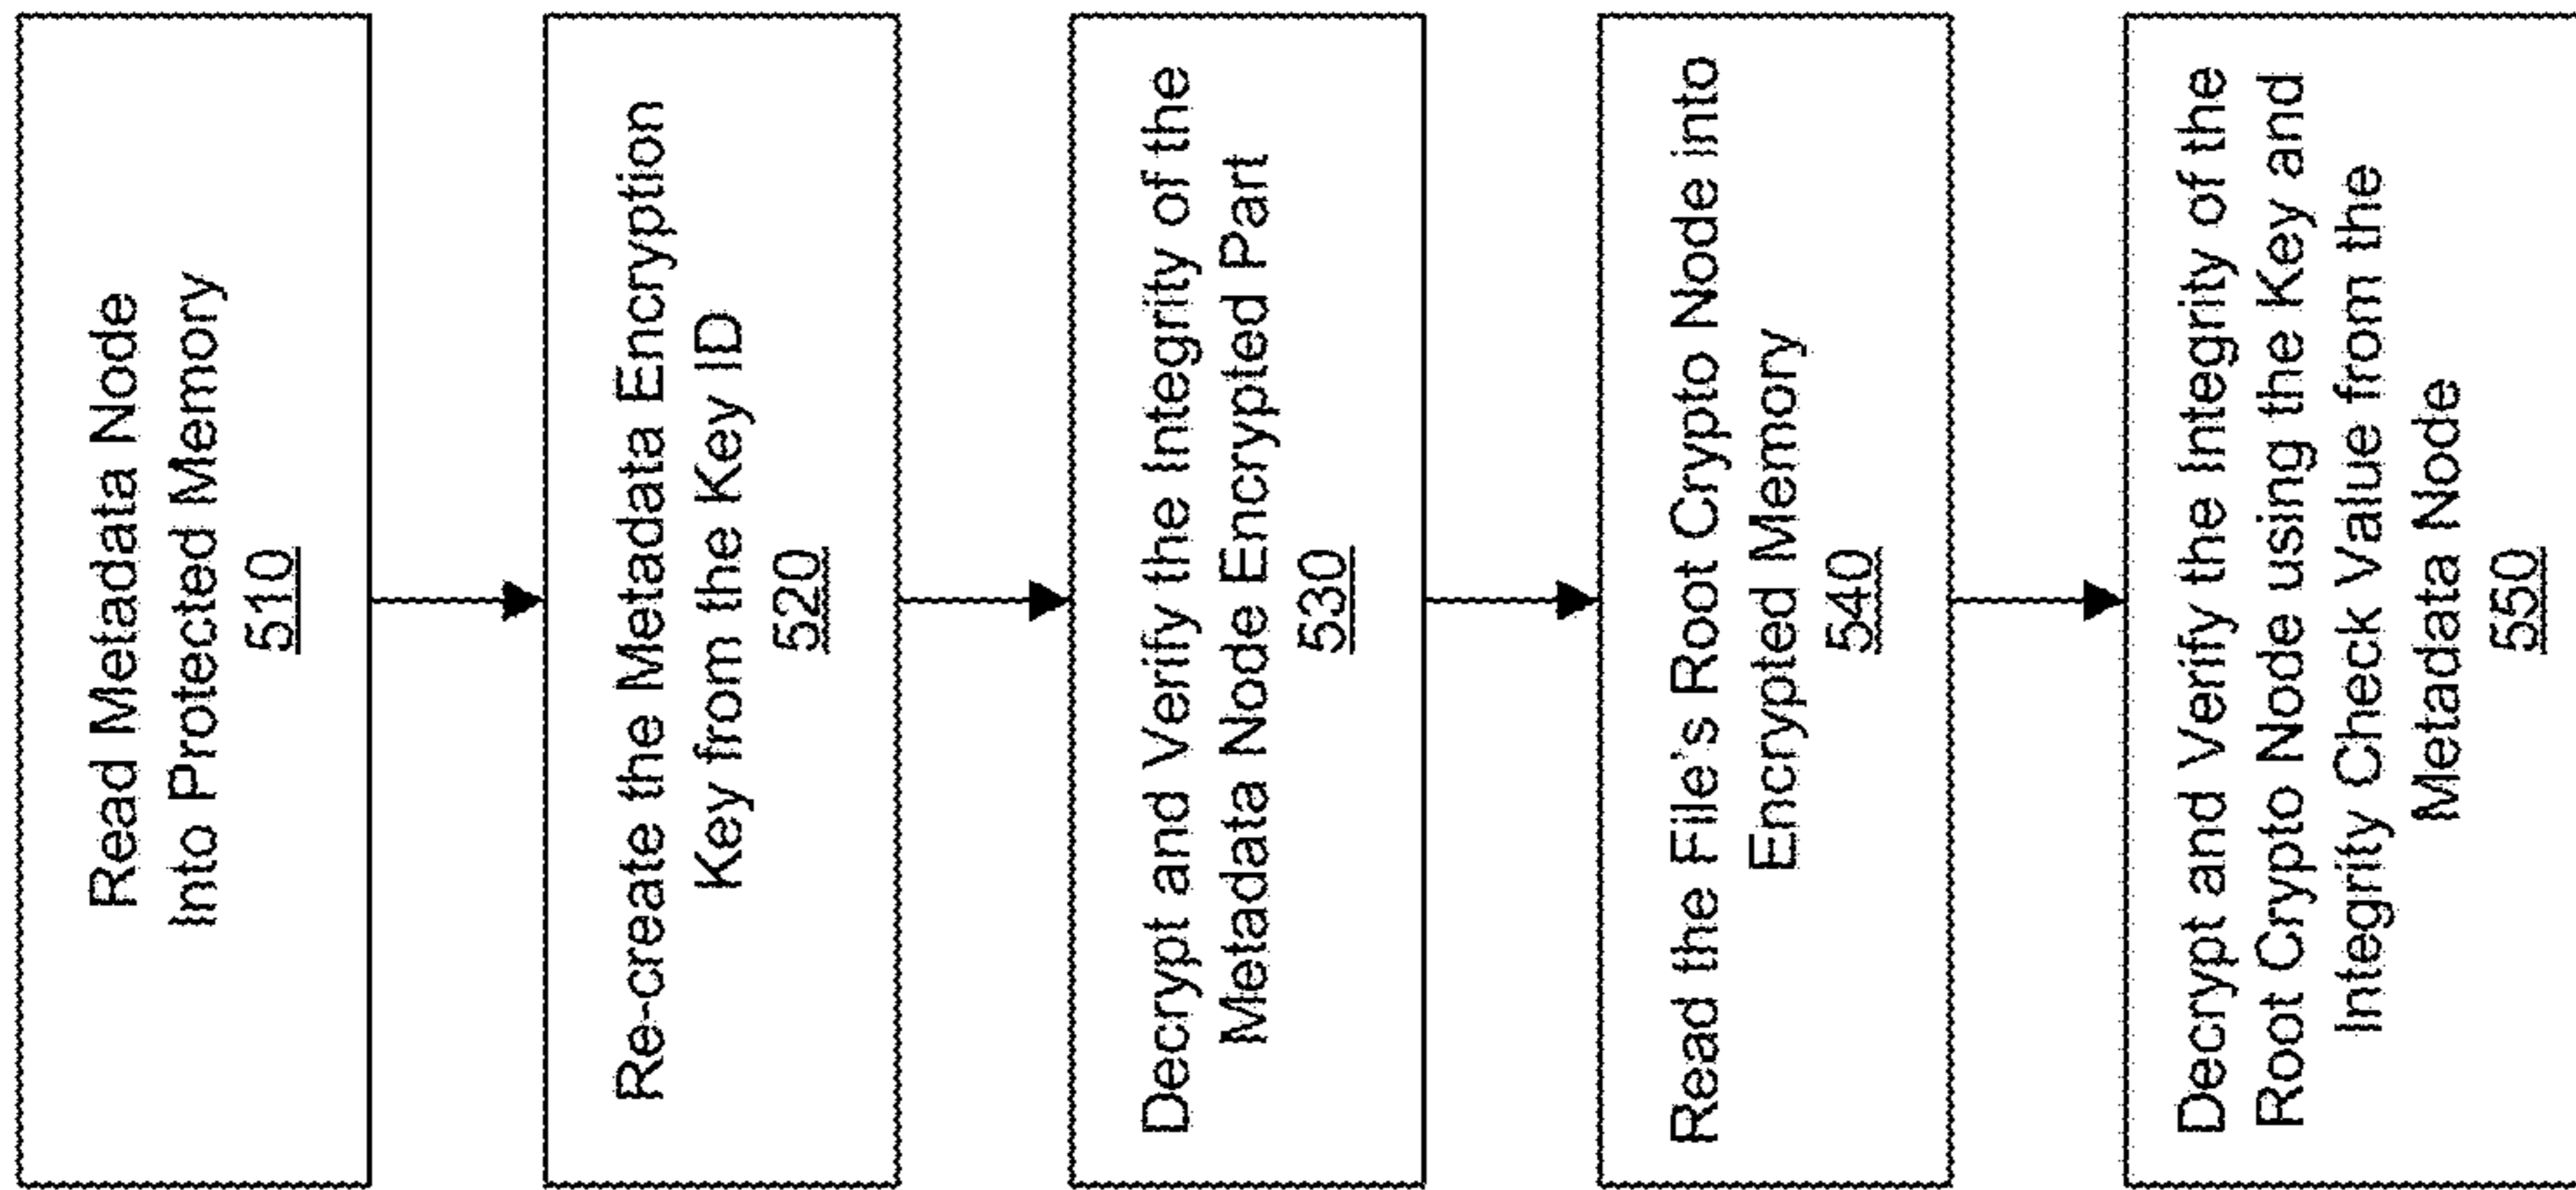 Read Metadata Node
Into Protected Memory
510
Re-create the Metadata Encryption
Key from the Key ID
520
Decrypt and Verify the Integrity of the
Metadata Node Encrypted Part
530
Read the File's Root Crypto Node into
Encrypted Memory
540
Decrypt and Verify the Integrity of the
Root Crypto Node using the Key and
Integrity Check Value from the
Metadata Node
550